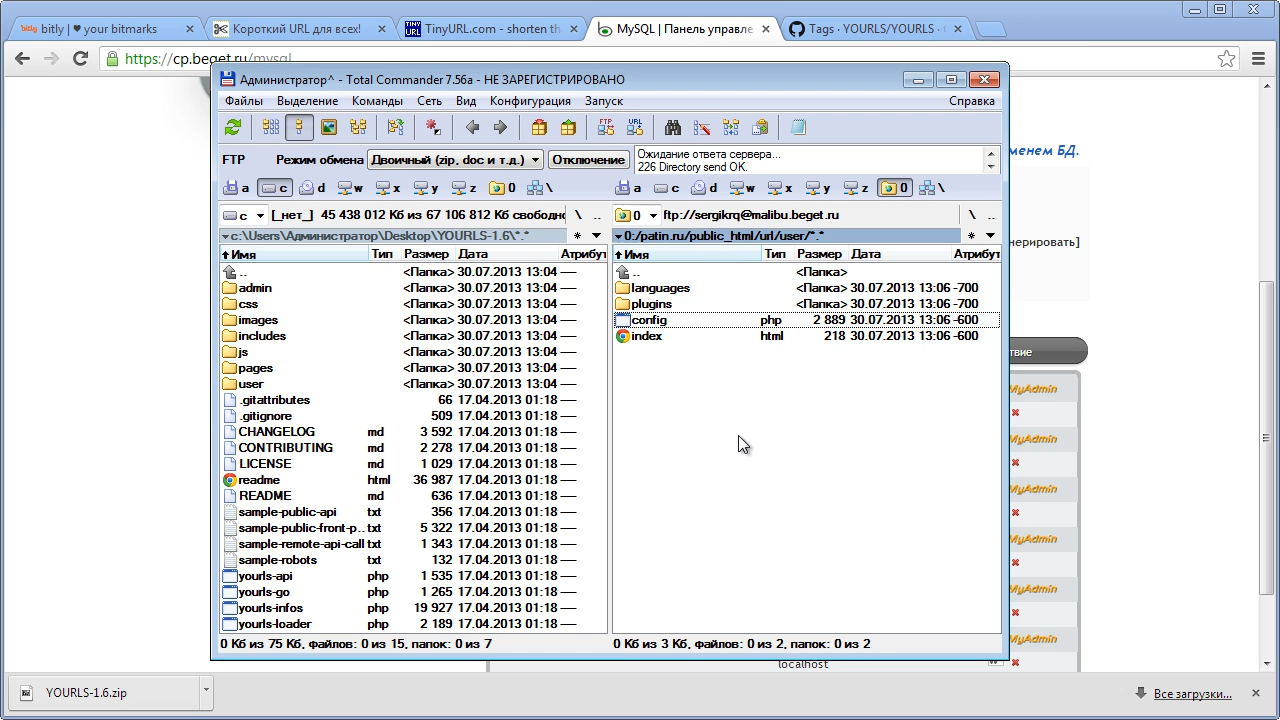 bitly | ♥ your bitmarks
Короткий URL для всех!
TINY URL
TinyURL.com - shorten th
MySQL | Панель управле
Tags · YOURLS/YOURLS ·
https://cp.beget.ru/mysql
Администратор^ - Total Commander 7.56a - НЕ ЗАРЕГИСТРИРОВАНО
Файлы Выделение Команды Сеть Вид Конфигурация Запуск Справка
FTP URL
FTP Режим обмена Двоичный (zip, doc и т.д.) Отключение
Ожидание ответа сервера...
226 Directory send OK.
менем БД.
a c d w x y z 0 \
a c d w x y z 0 \
c [_нет_] 45 438 012 Кб из 67 106 812 Кб свободно \ ..
0 ftp://sergikrq@malibu.beget.ru \ ..
c:\Users\Администратор\Desktop\YOURLS-1.6\*.* *
0:/patin.ru/public_html/url/user/*.* *
нерировать]
Имя Тип Размер Дата Атрибут
.. <Папка> 30.07.2013 13:04 ----
admin <Папка> 30.07.2013 13:04 ----
css <Папка> 30.07.2013 13:04 ----
images <Папка> 30.07.2013 13:04 ----
includes <Папка> 30.07.2013 13:04 ----
js <Папка> 30.07.2013 13:04 ----
pages <Папка> 30.07.2013 13:04 ----
user <Папка> 30.07.2013 13:04 ----
.gitattributes 66 17.04.2013 01:18 ----
.gitignore 509 17.04.2013 01:18 ----
CHANGELOG md 3 592 17.04.2013 01:18 ----
CONTRIBUTING md 2 278 17.04.2013 01:18 ----
LICENSE md 1 029 17.04.2013 01:18 ----
readme html 36 987 17.04.2013 01:18 ----
README md 636 17.04.2013 01:18 ----
sample-public-api txt 356 17.04.2013 01:18 ----
sample-public-front-p.. txt 5 322 17.04.2013 01:18 ----
sample-remote-api-call txt 1 343 17.04.2013 01:18 ----
sample-robots txt 132 17.04.2013 01:18 ----
yourls-api php 1 535 17.04.2013 01:18 ----
yourls-go php 1 265 17.04.2013 01:18 ----
yourls-infos php 19 927 17.04.2013 01:18 ----
yourls-loader php 2 189 17.04.2013 01:18 ----
0 Кб из 75 Кб, файлов: 0 из 15, папок: 0 из 7
Имя Тип Размер Дата Атрибут
.. <Папка>
languages <Папка> 30.07.2013 13:06 -700
plugins <Папка> 30.07.2013 13:06 -700
config php 2 889 30.07.2013 13:06 -600
index html 218 30.07.2013 13:06 -600
0 Кб из 3 Кб, файлов: 0 из 2, папок: 0 из 2
твие
MyAdmin
MyAdmin
MyAdmin
MyAdmin
MyAdmin
MyAdmin
localhost
YOURLS-1.6.zip
Все загрузки...